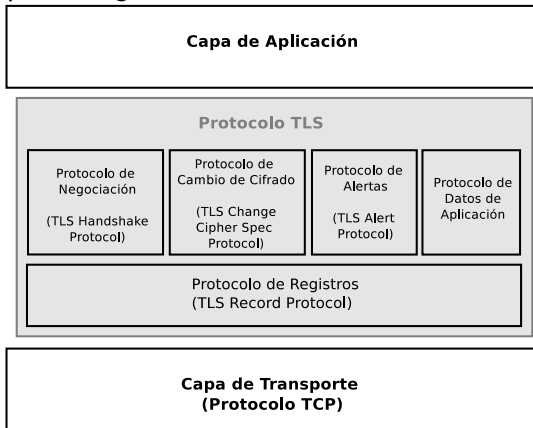 Capa de Aplicación
Protocolo TLS
Protocolo de
Negociación
(TLS Handshake
Protocol)
Protocolo de
Cambio de Cifrado
(TLS Change
Cipher Spec
Protocol)
Protocolo de
Alertas
(TLS Alert
Protocol)
Protocolo de
Datos de
Aplicación
Protocolo de Registros
(TLS Record Protocol)
Capa de Transporte
(Protocolo TCP)